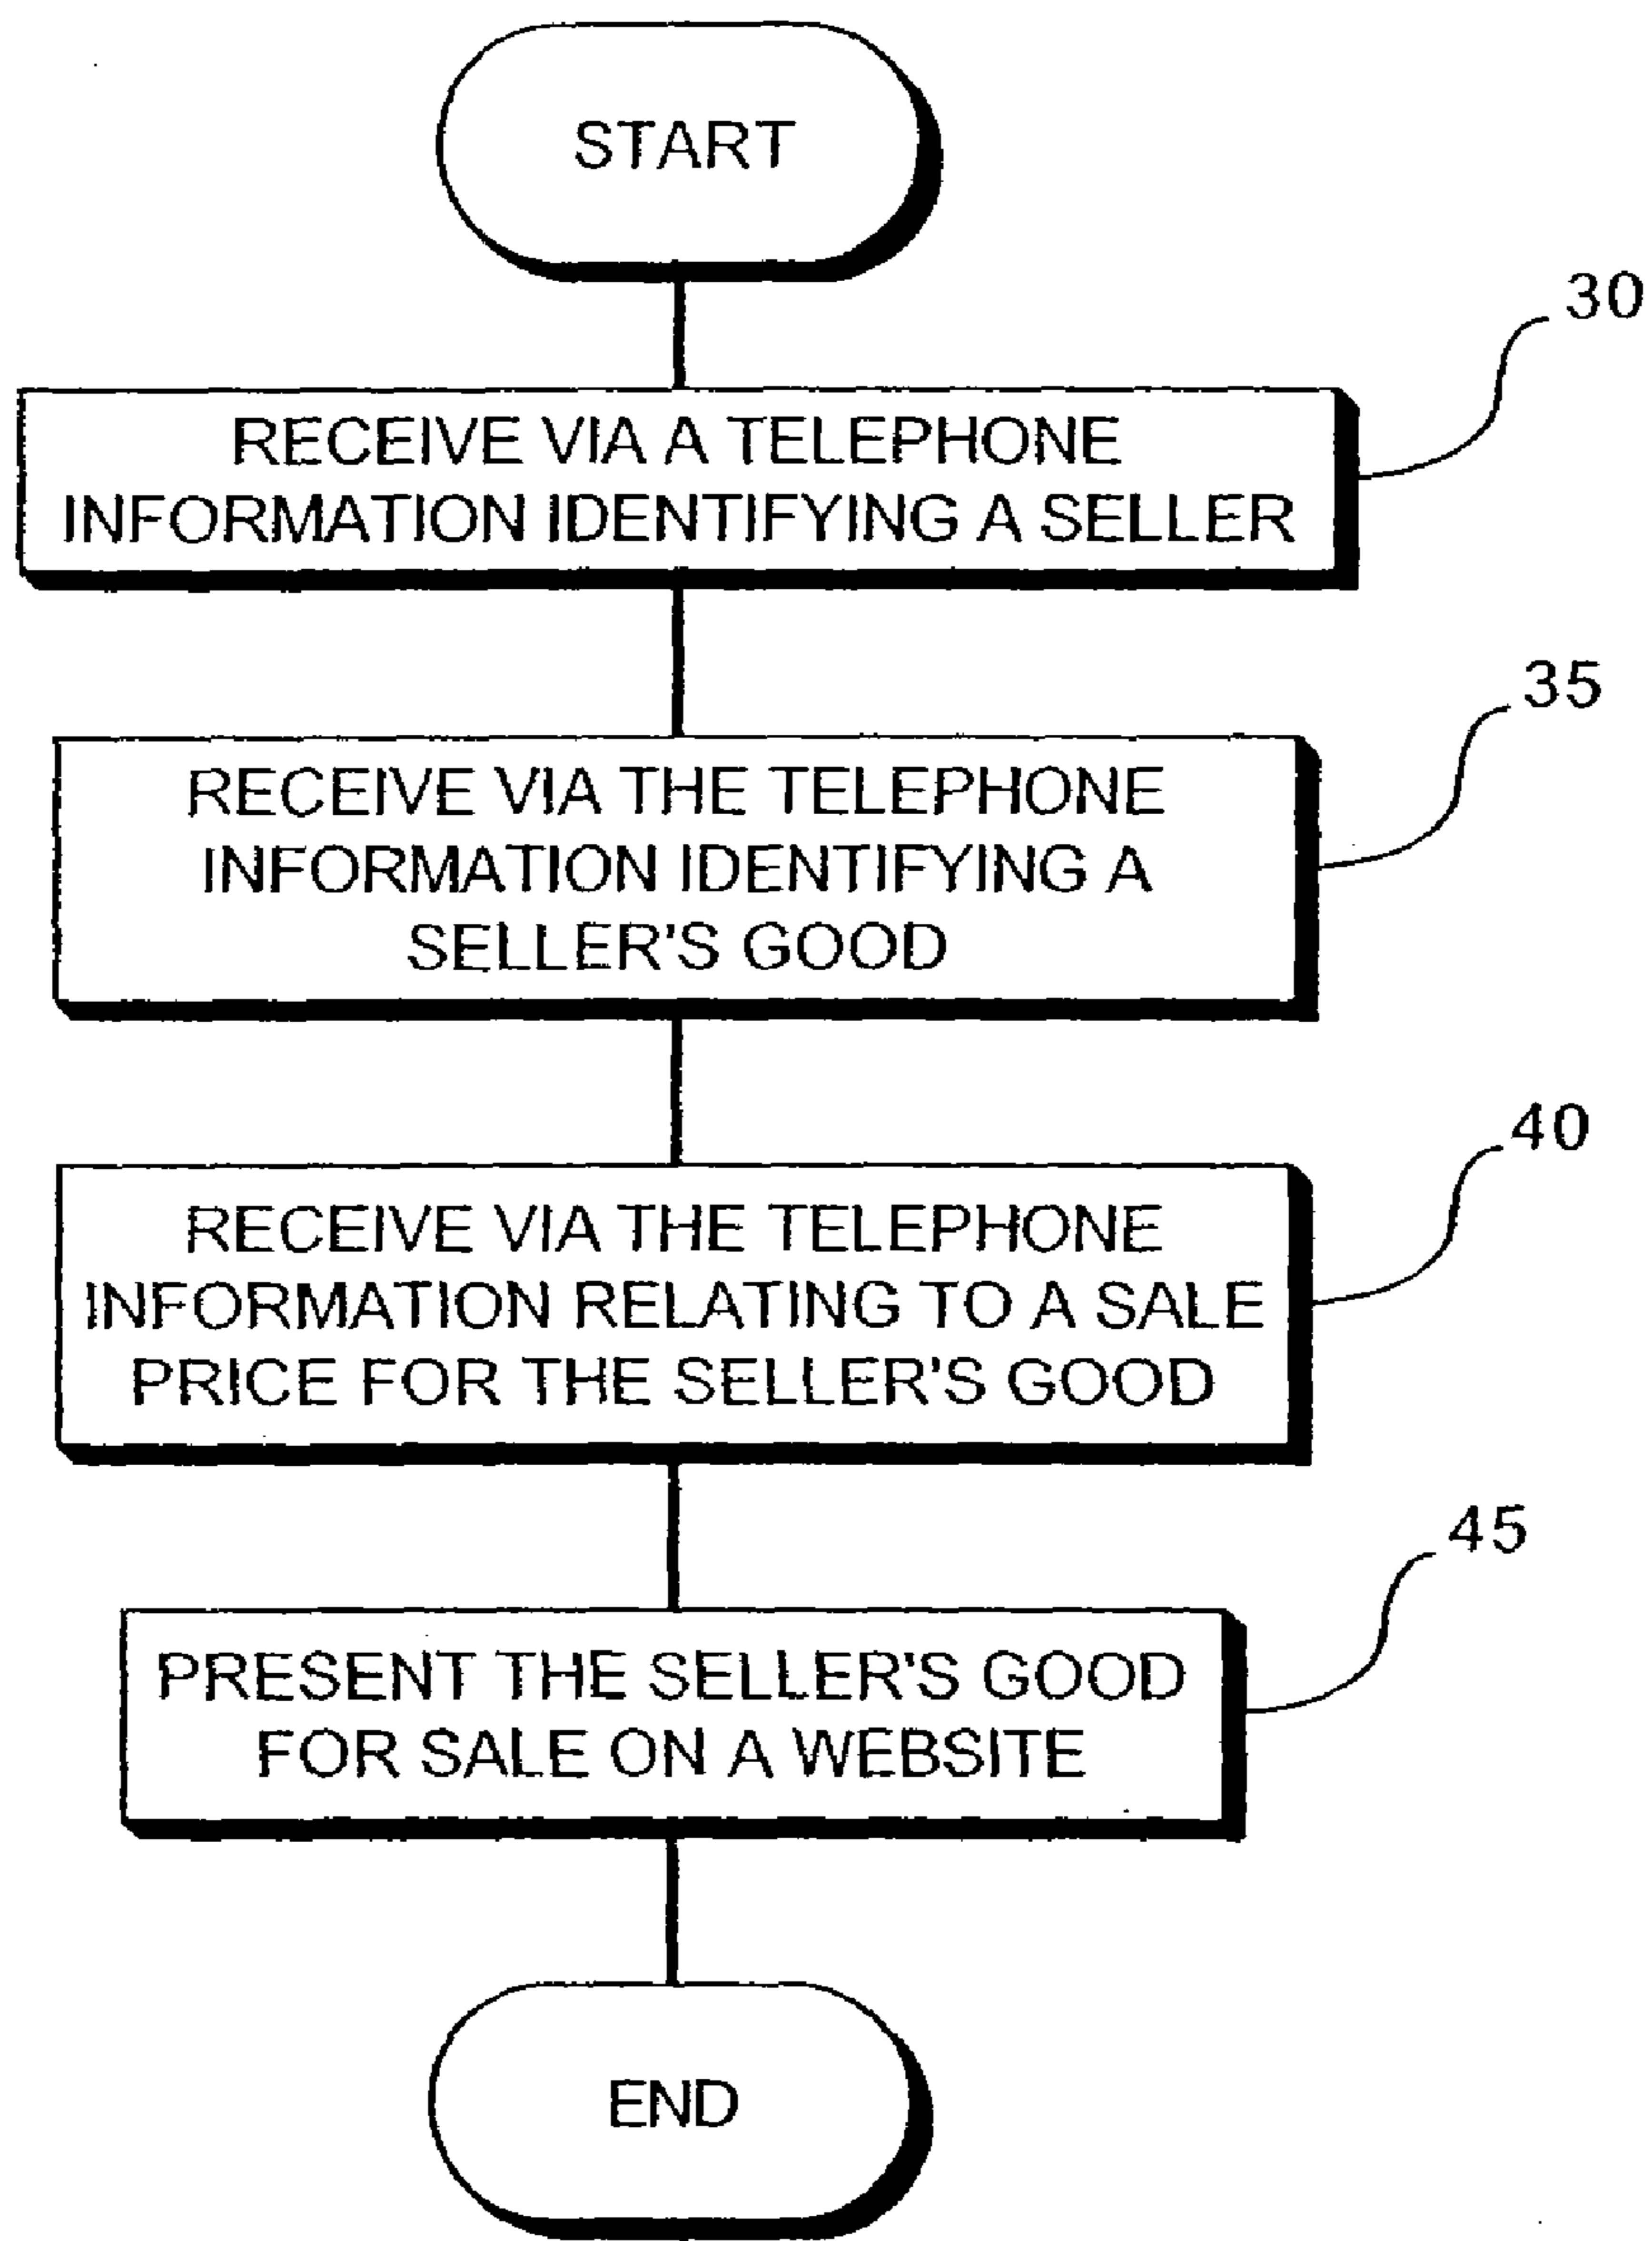 START
30
RECEIVE VIA A TELEPHONE
INFORMATION IDENTIFYING A SELLER
35
RECEIVE VIA THE TELEPHONE
INFORMATION IDENTIFYING A
SELLER'S GOOD
40
RECEIVE VIA THE TELEPHONE
INFORMATION RELATING TO A SALE
PRICE FOR THE SELLER'S GOOD
45
PRESENT THE SELLER'S GOOD
FOR SALE ON A WEBSITE
END